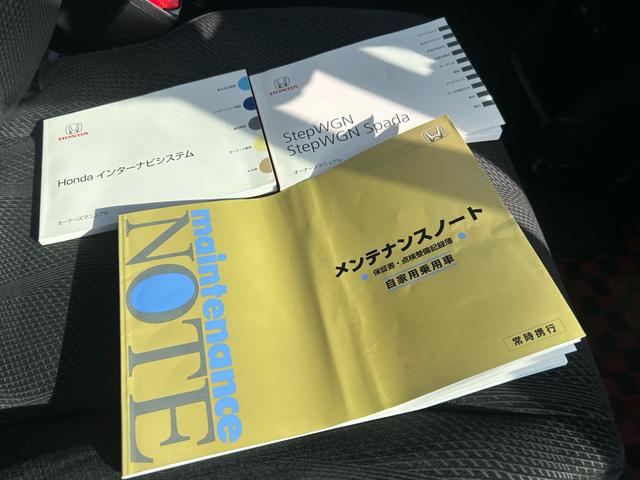 HONDA
Honda インターナビシステム
オーナーズマニュアル
HONDA
StepWGN
StepWGN Spada
オーナーズマニュアル
maintenance
NOTE
メンテナンスノート
保証書・点検整備記録簿
自家用乗用車
常時携行